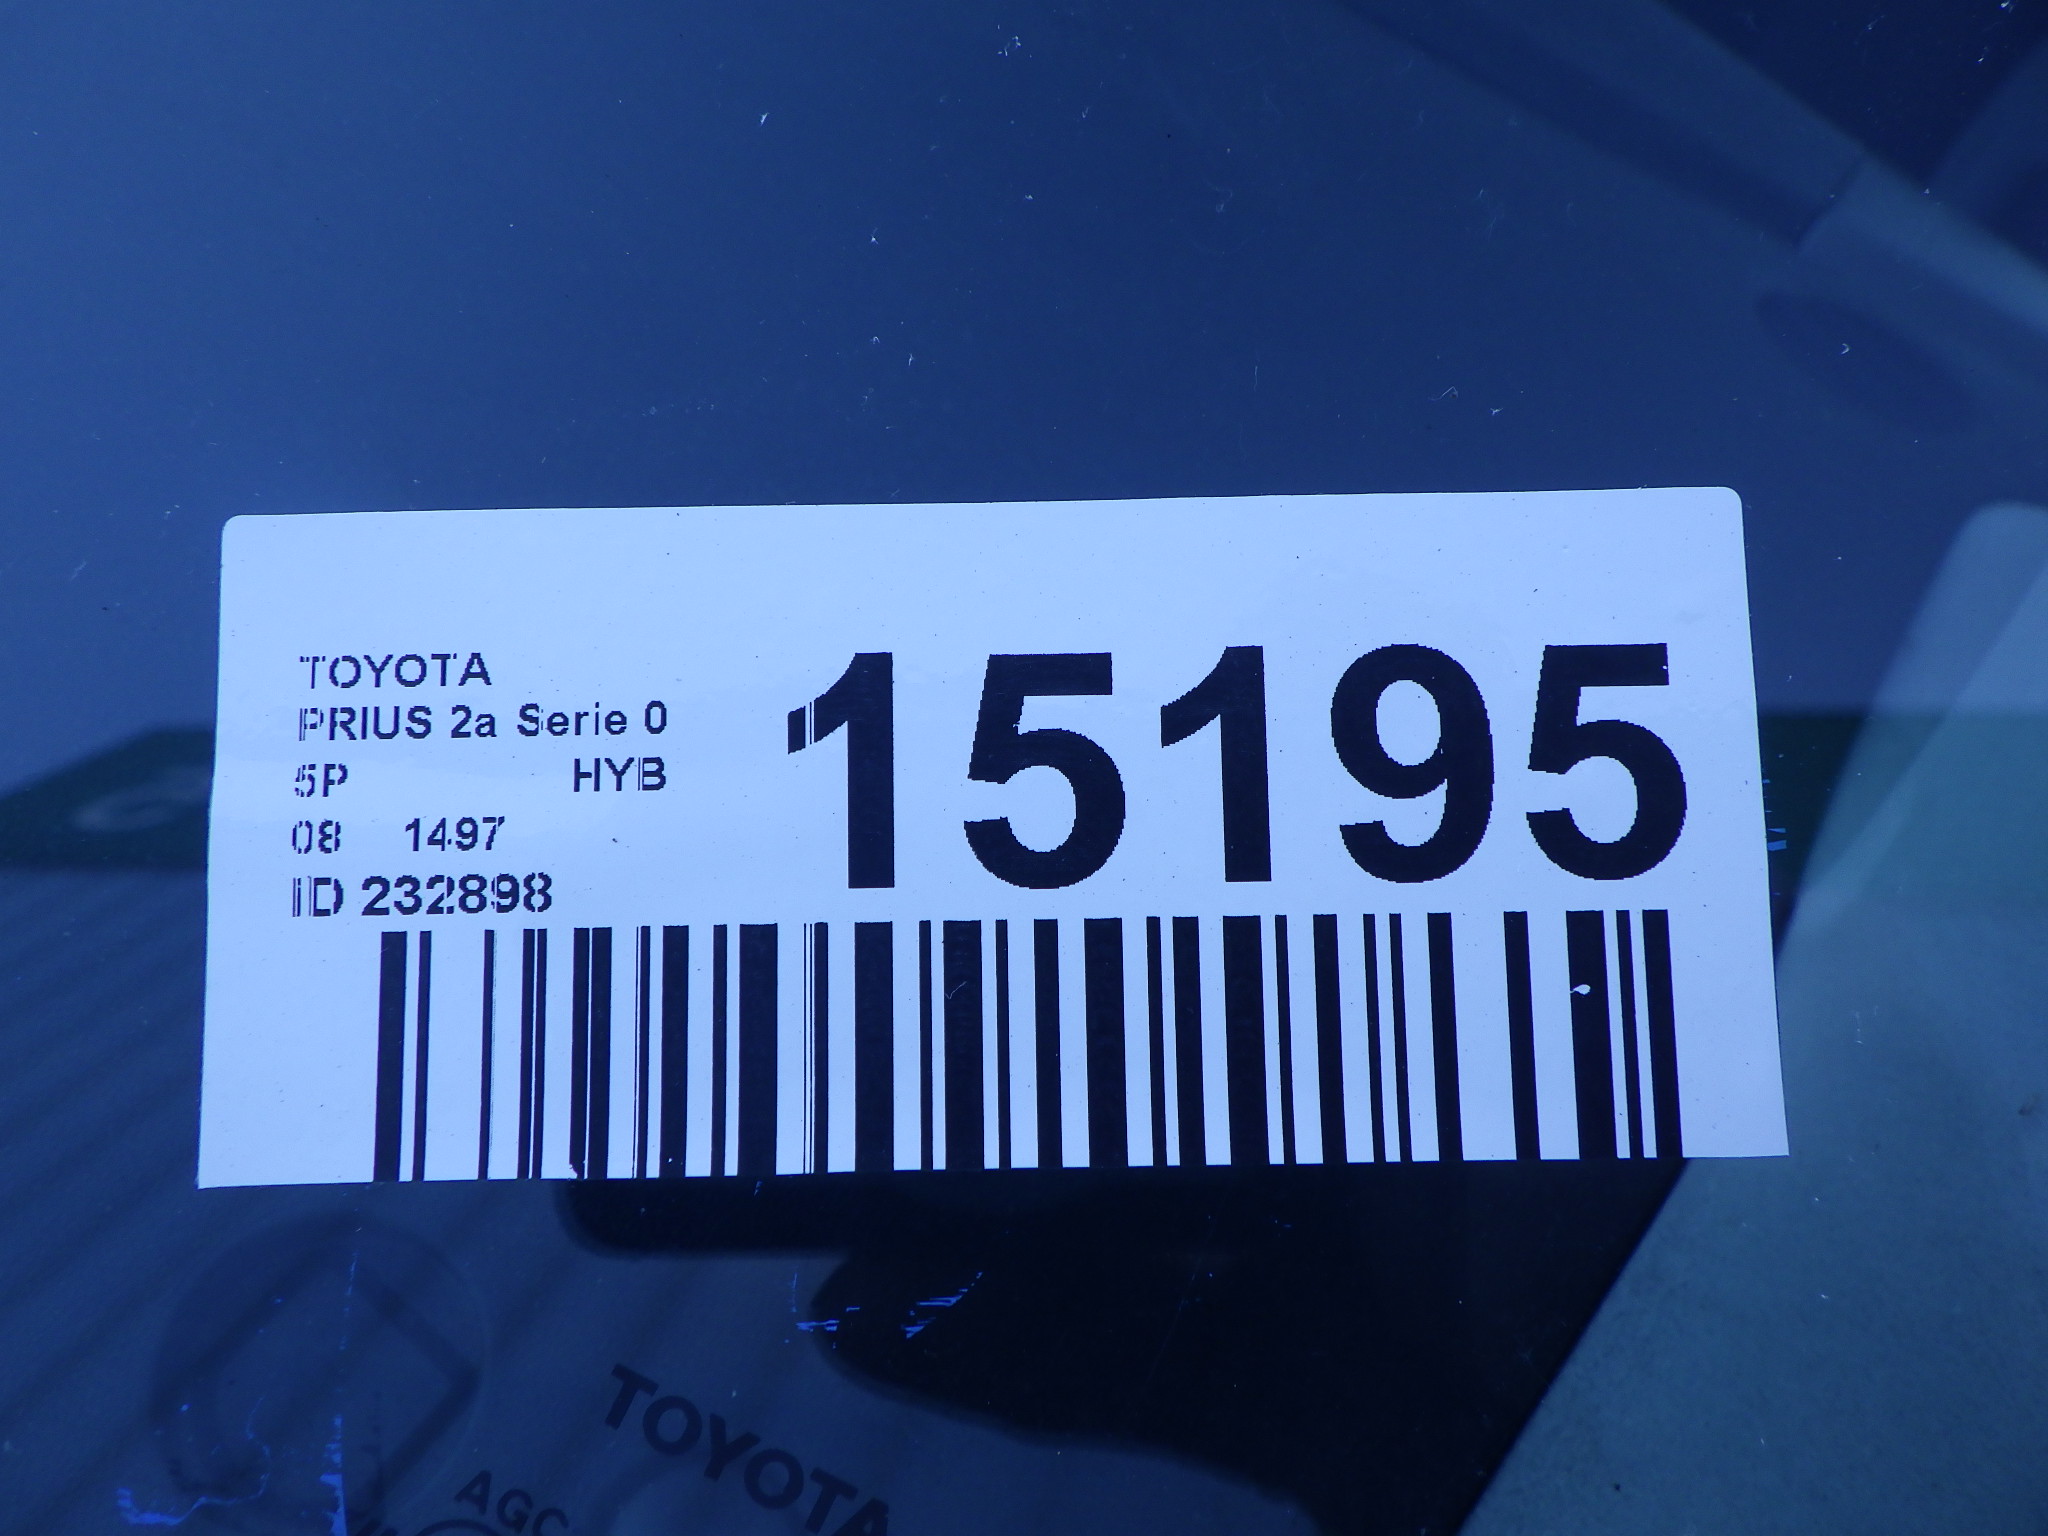 TOYOTA
PRIUS 2a Serie 0
5P HYB
08 1497
ID 232898
15195
TOYOTA
AGC